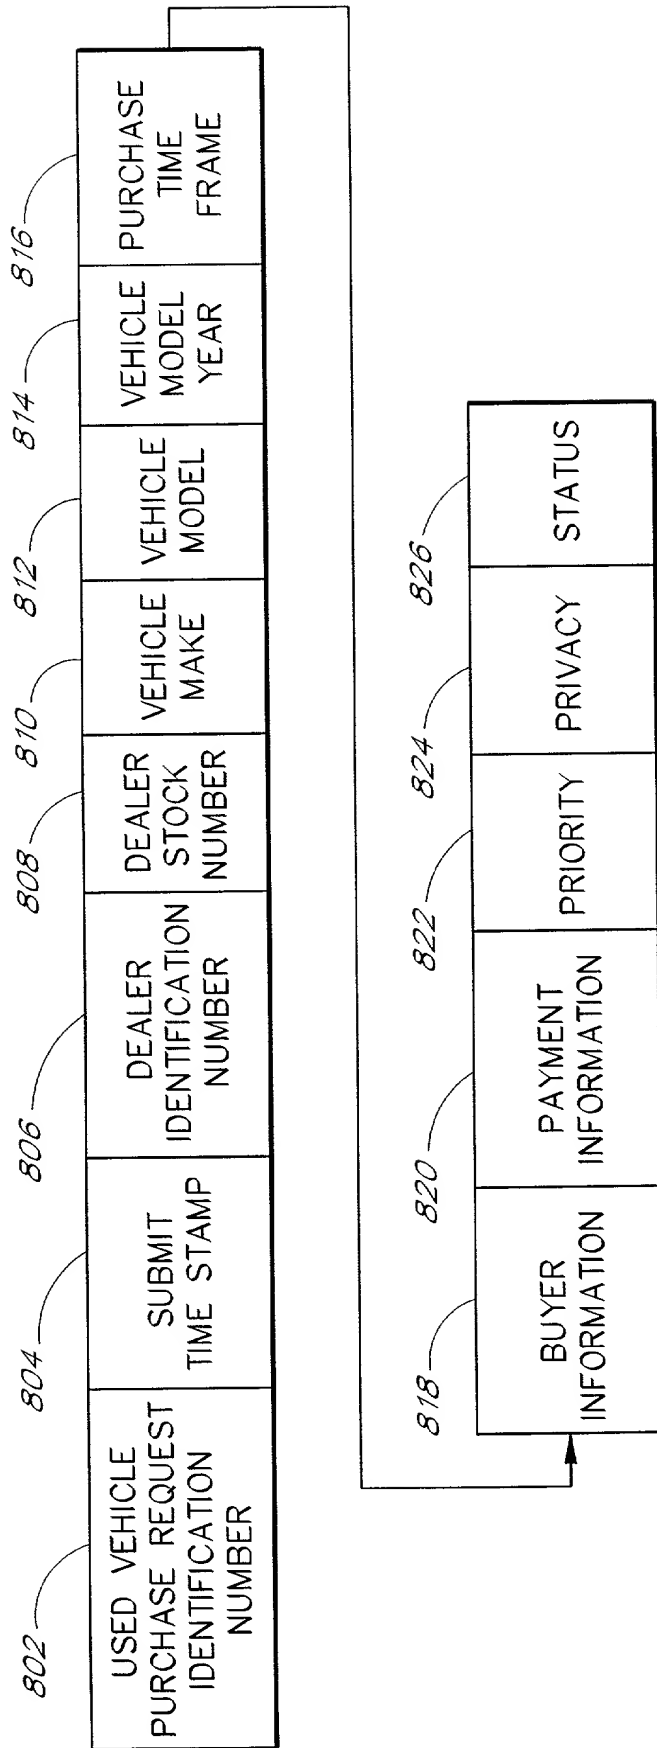 802
USED VEHICLE
PURCHASE REQUEST
IDENTIFICATION
NUMBER
804
SUBMIT
TIME STAMP
806
DEALER
IDENTIFICATION
NUMBER
808
DEALER
STOCK
NUMBER
810
VEHICLE
MAKE
812
VEHICLE
MODEL
814
VEHICLE
MODEL
YEAR
816
PURCHASE
TIME
FRAME
818
BUYER
INFORMATION
820
PAYMENT
INFORMATION
822
PRIORITY
824
PRIVACY
826
STATUS